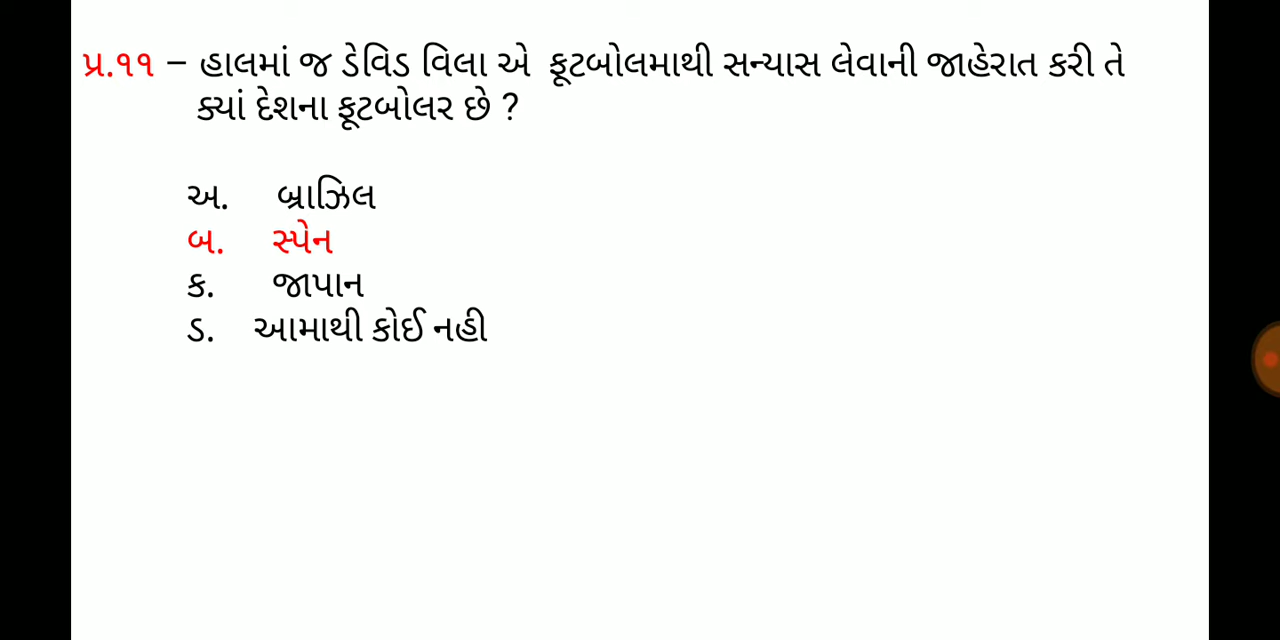 પ્ર.૧૧ – હાલમાં જ ડેવિડ વિલા એ ફૂટબોલમાથી સન્યાસ લેવાની જાહેરાત કરી તે
ક્યાં દેશના ફૂટબોલર છે ?
અ. બ્રાઝિલ
બ. સ્પેન
ક. જાપાન
ડ. આમાથી કોઈ નહી